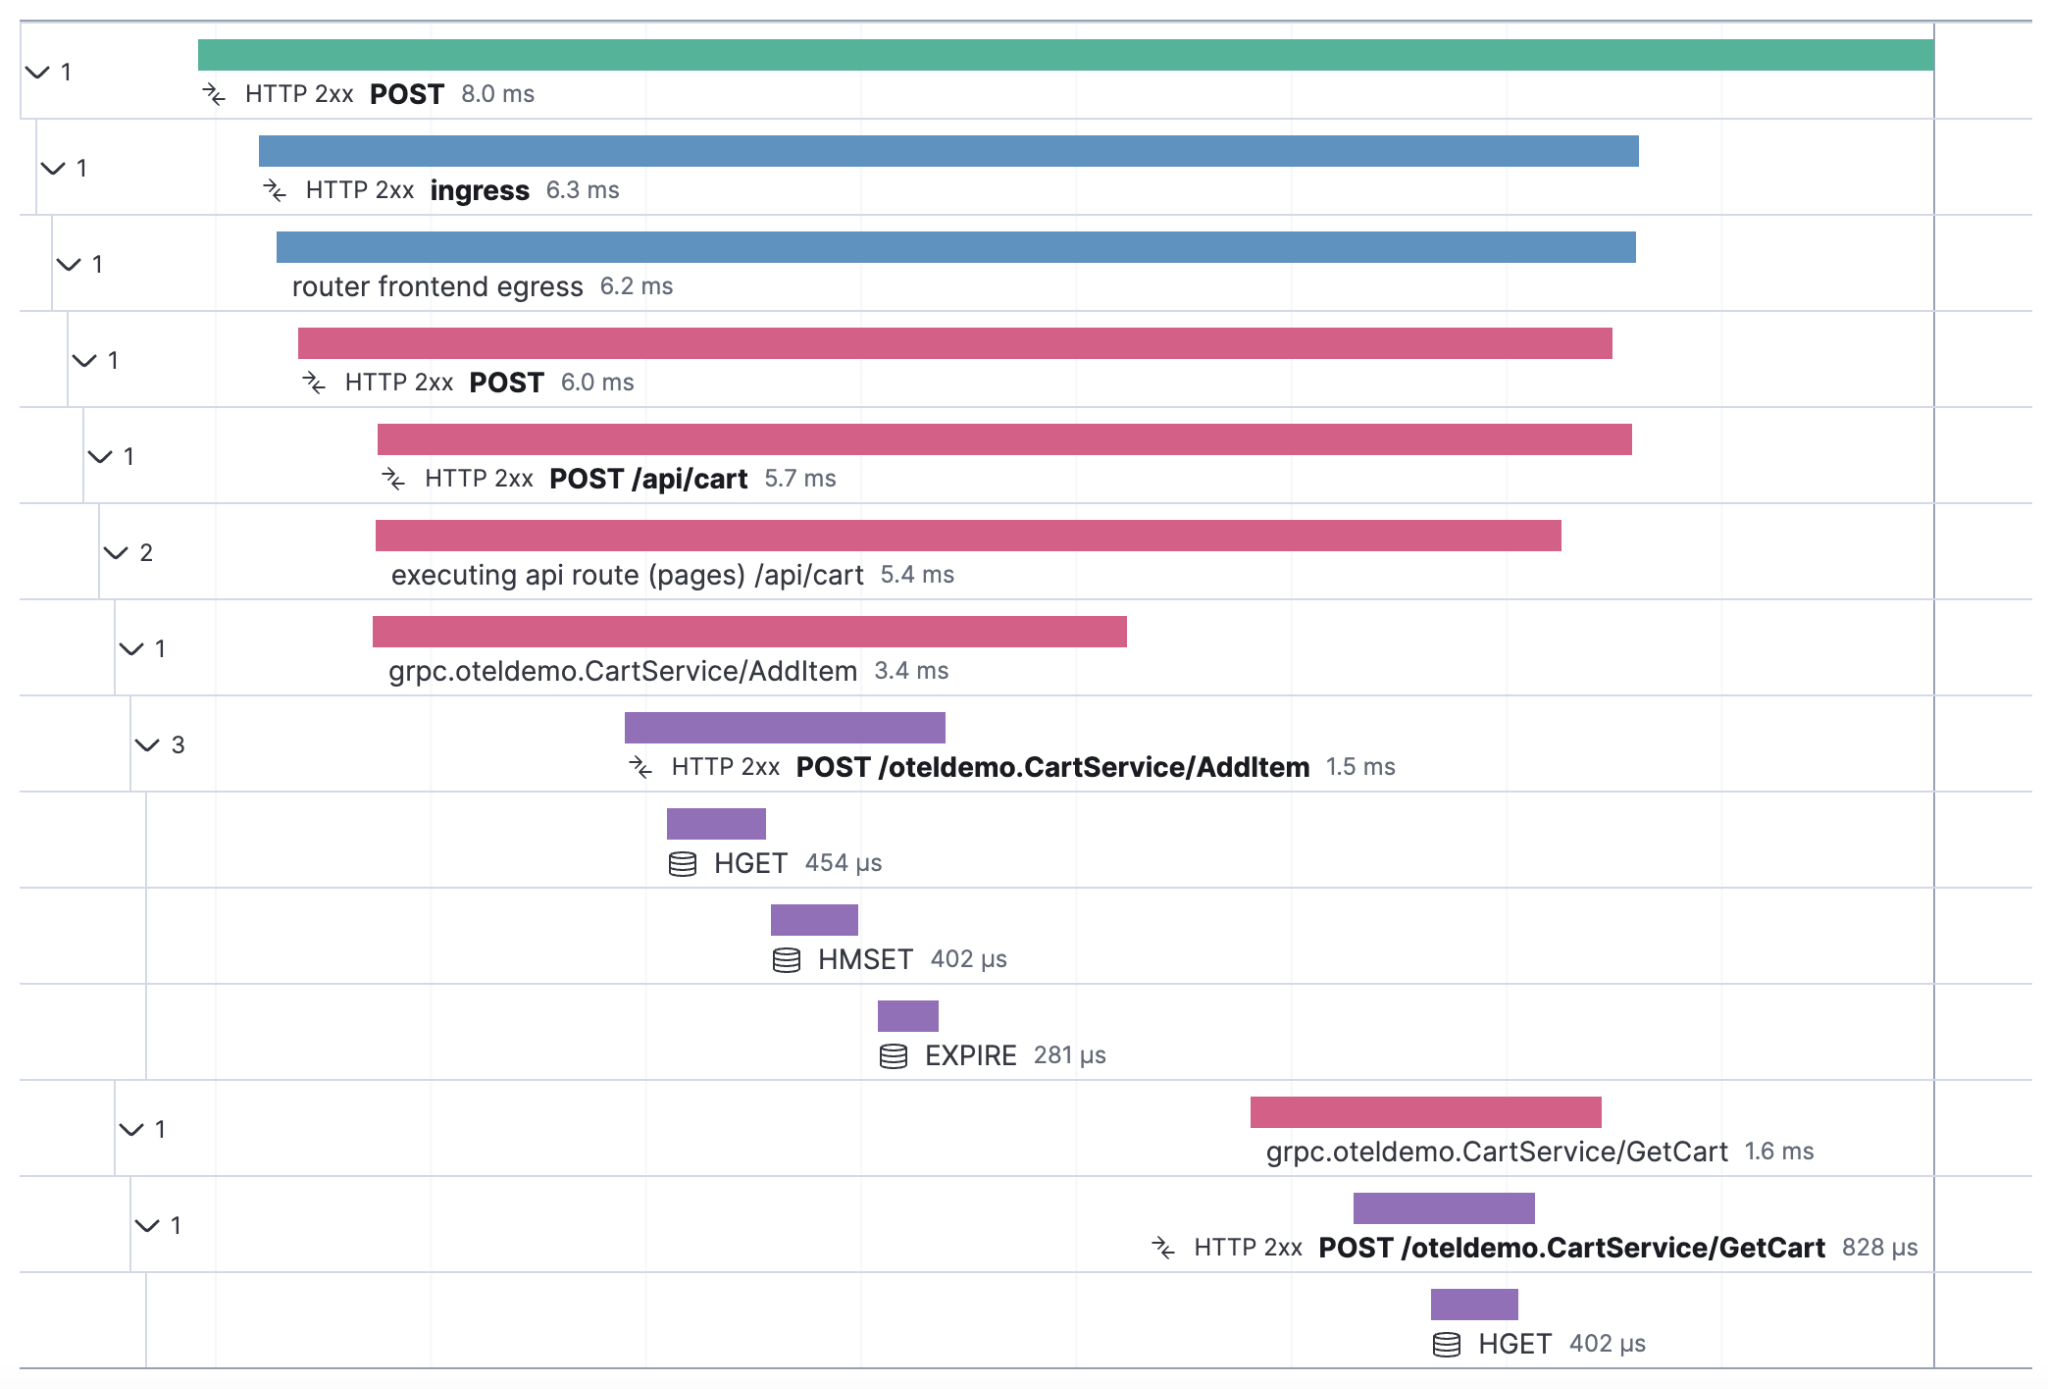 1
HTTP 2xx POST 8.0 ms
1
HTTP 2xx ingress 6.3 ms
1
router frontend egress 6.2 ms
1
HTTP 2xx POST 6.0 ms
1
HTTP 2xx POST /api/cart 5.7 ms
2
executing api route (pages) /api/cart 5.4 ms
1
grpc.oteldemo.CartService/AddItem 3.4 ms
3
HTTP 2xx POST /oteldemo.CartService/AddItem 1.5 ms
HGET 454 μs
HMSET 402 μs
EXPIRE 281 μs
1
grpc.oteldemo.CartService/GetCart 1.6 ms
1
HTTP 2xx POST /oteldemo.CartService/GetCart 828 μs
HGET 402 μs